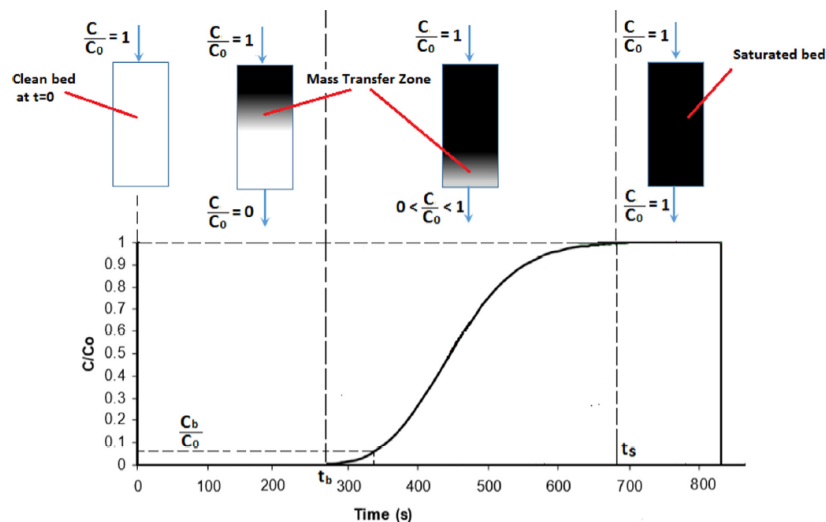 C/C₀ = 1
C/C₀ = 1
C/C₀ = 1
C/C₀ = 1
Clean bed
at t=0
Mass Transfer Zone
Saturated bed
C/C₀ = 0
0 < C/C₀ < 1
C/C₀ = 1
C/Co
1
0.9
0.8
0.7
0.6
0.5
0.4
0.3
0.2
0.1
0
Cb/C₀
tb
ts
0 100 200 300 400 500 600 700 800
Time (s)